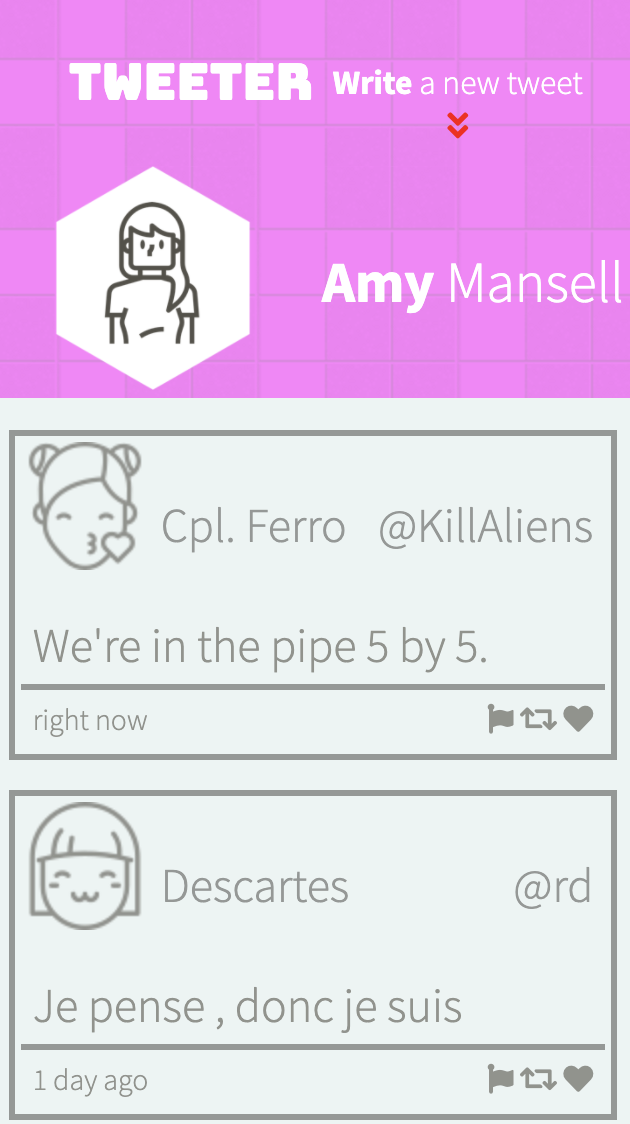 TWEETER Write a new tweet
Amy Mansell
Cpl. Ferro @KillAliens
We're in the pipe 5 by 5.
right now
Descartes @rd
Je pense , donc je suis
1 day ago